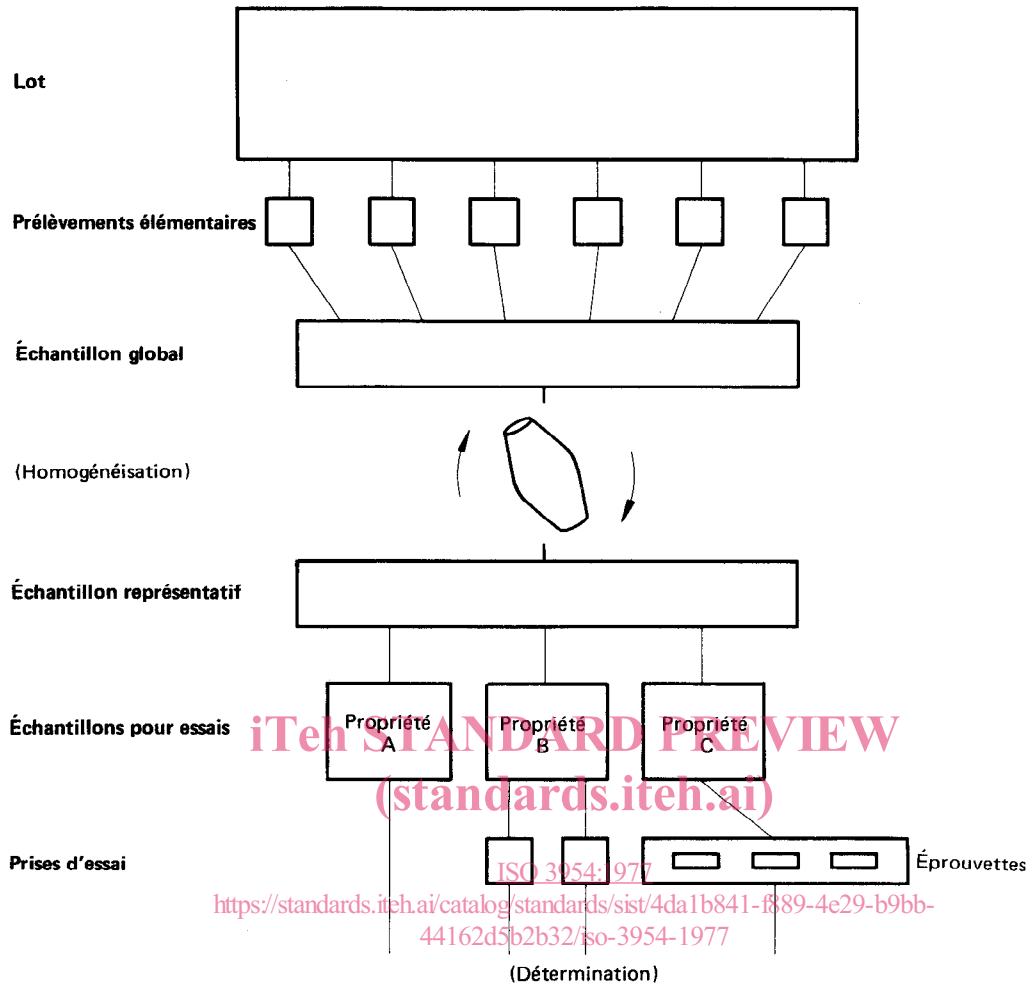 Lot
Prélèvements élémentaires
Échantillon global
(Homogénéisation)
Échantillon représentatif
Échantillons pour essais
Propriété
A
Propriété
B
Propriété
C
iTeh STANDARD PREVIEW
(standards.iteh.ai)
Prises d'essai
Éprouvettes
ISO 3954:1977
https://standards.iteh.ai/catalog/standards/sist/4da1b841-f889-4e29-b9bb-
44162d5b2b32/iso-3954-1977
(Détermination)